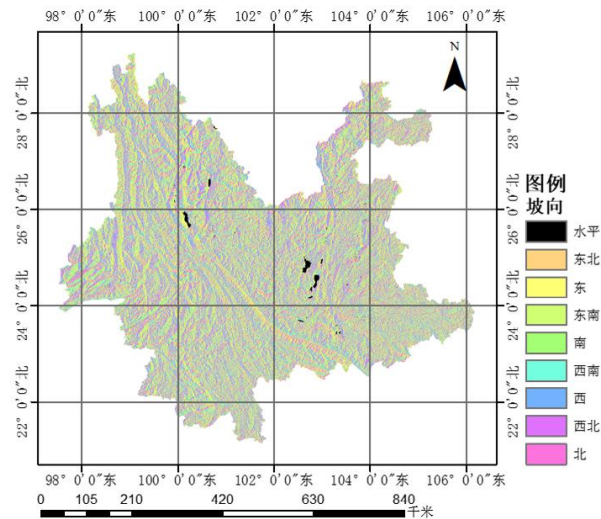 98° 0'0"东 100° 0'0"东 102° 0'0"东 104° 0'0"东 106° 0'0"东
N
28° 0'0"北 28° 0'0"北
26° 0'0"北 26° 0'0"北
24° 0'0"北 24° 0'0"北
22° 0'0"北 22° 0'0"北
图例
坡向
水平
东北
东
东南
南
西南
西
西北
北
98° 0'0"东 100° 0'0"东 102° 0'0"东 104° 0'0"东 106° 0'0"东
0 105 210 420 630 840
千米